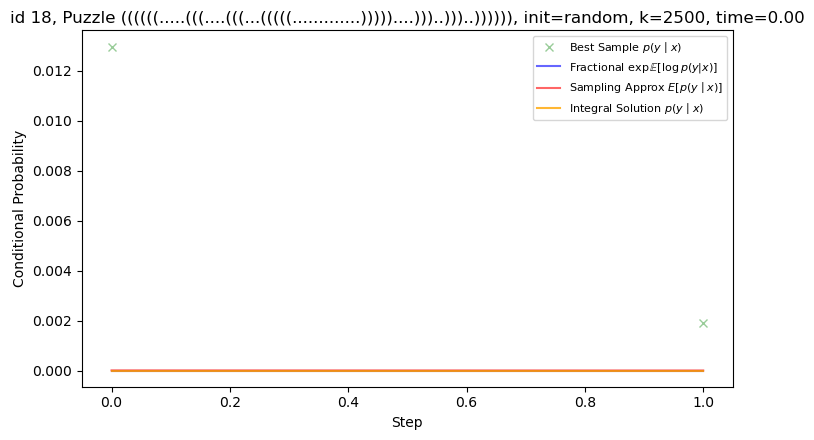 id 18, Puzzle ((((((.....(((....(((...(((((.............)))))....)))..)))..)))))), init=random, k=2500, time=0.00
Best Sample p(y | x)
Fractional exp 𝔼[log p(y|x)]
Sampling Approx E[p(y | x)]
Integral Solution p(y | x)
Conditional Probability
0.012
0.010
0.008
0.006
0.004
0.002
0.000
0.0 0.2 0.4 0.6 0.8 1.0
Step